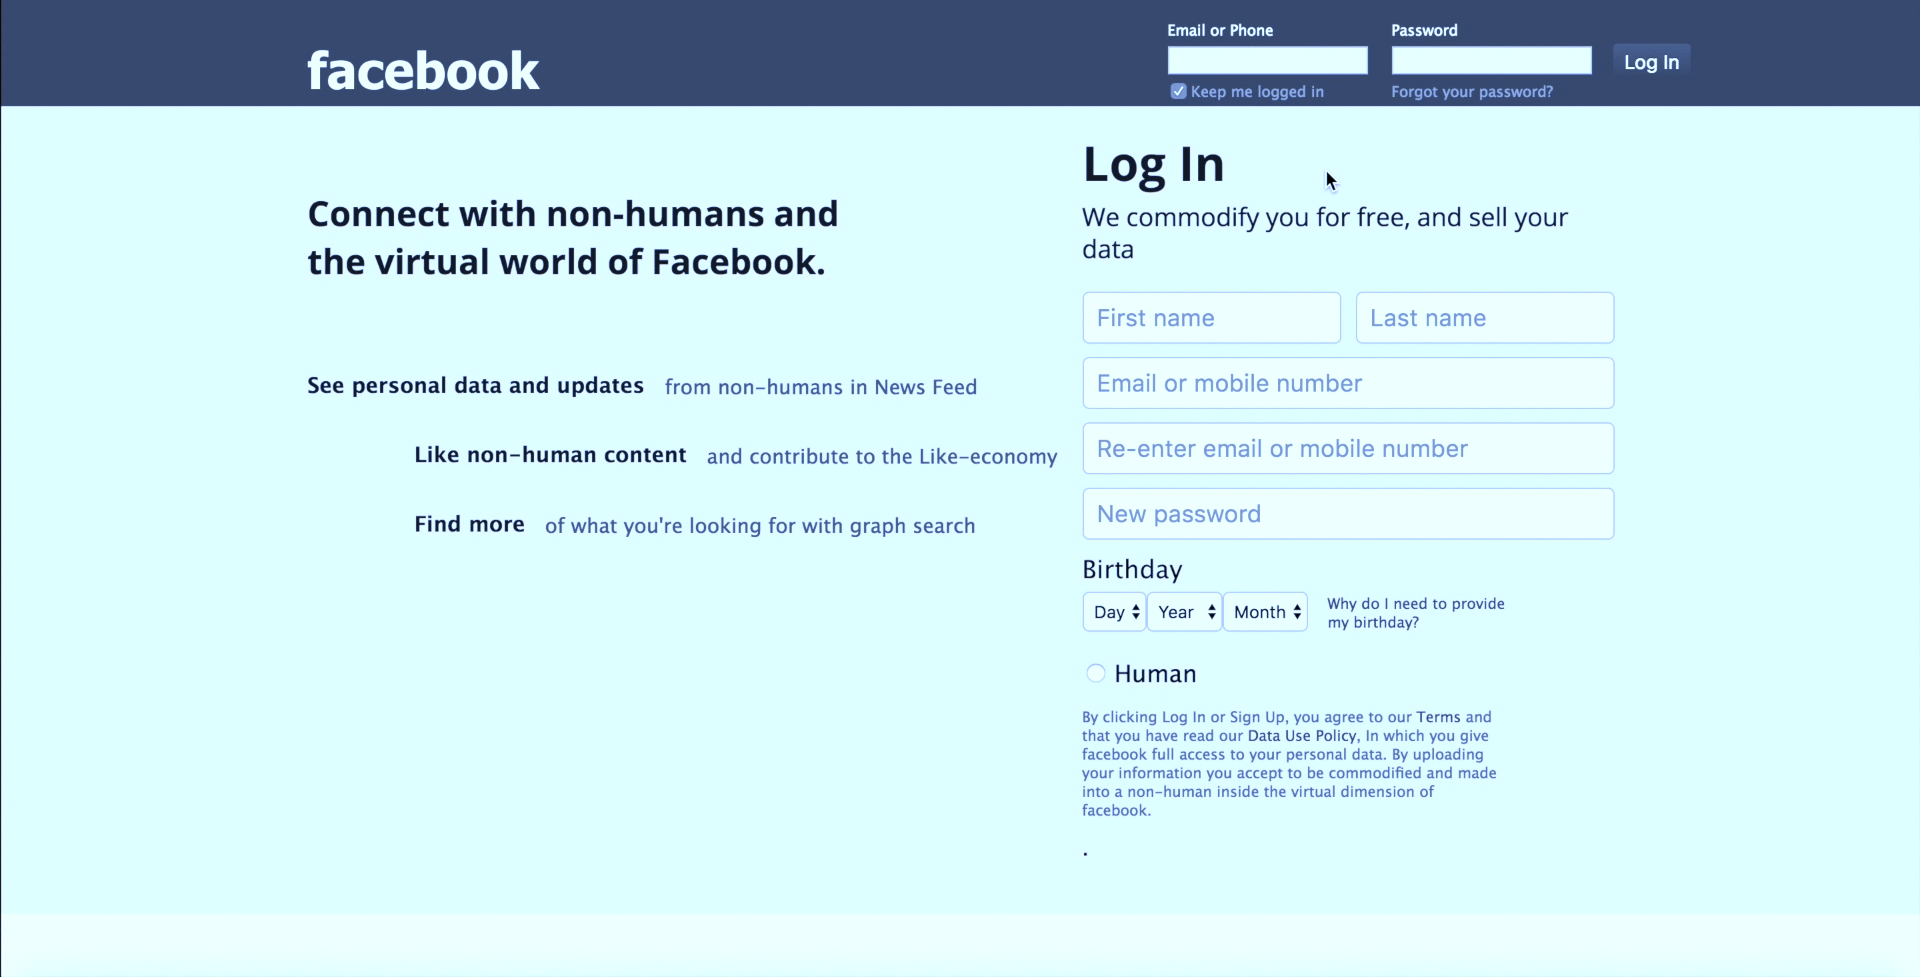 facebook
Email or Phone
Password
Log In
Keep me logged in
Forgot your password?
Connect with non-humans and
the virtual world of Facebook.
See personal data and updates from non-humans in News Feed
Like non-human content and contribute to the Like-economy
Find more of what you're looking for with graph search
Log In
We commodify you for free, and sell your
data
First name
Last name
Email or mobile number
Re-enter email or mobile number
New password
Birthday
Day
Year
Month
Why do I need to provide
my birthday?
Human
By clicking Log In or Sign Up, you agree to our Terms and
that you have read our Data Use Policy, In which you give
facebook full access to your personal data. By uploading
your information you accept to be commodified and made
into a non-human inside the virtual dimension of
facebook.
.